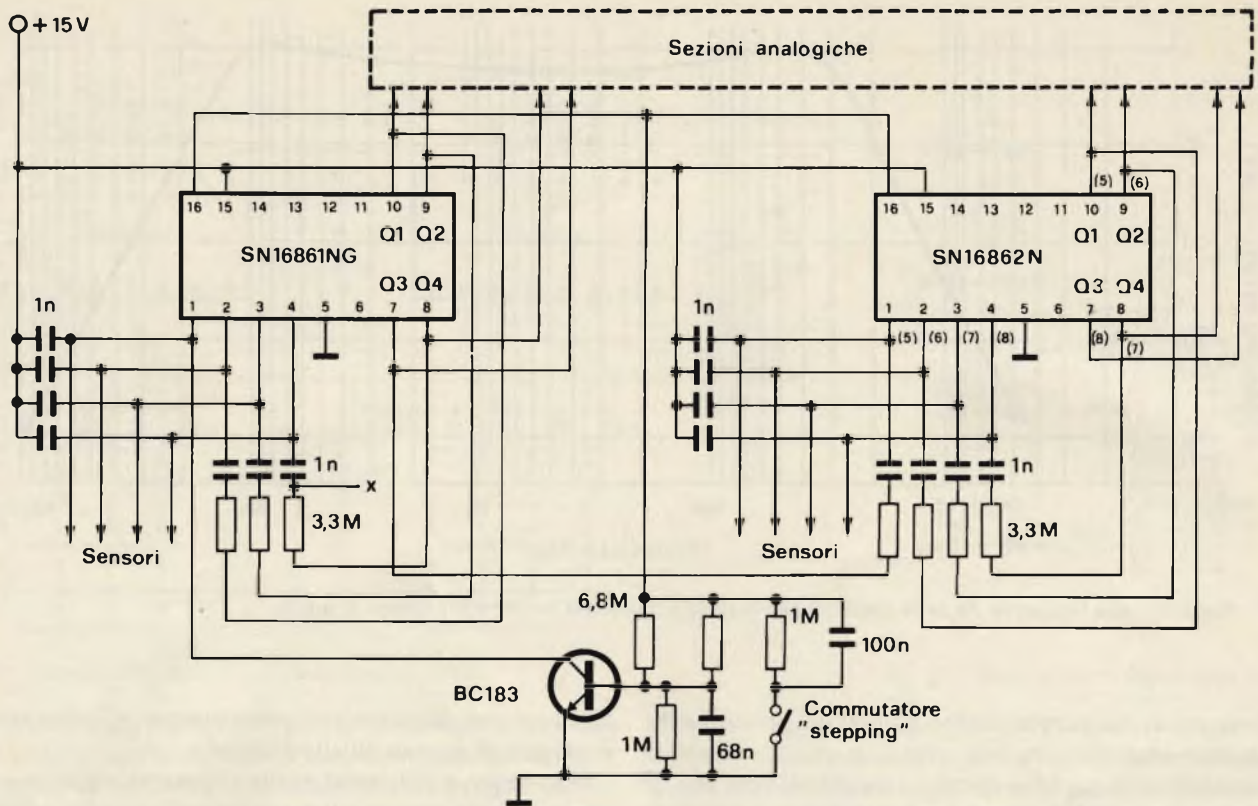 +15V
Sezioni analogiche
(5) (6)
16 15 14 13 12 11 10 9
Q1 Q2
SN16861NG
Q3 Q4
1 2 3 4 5 6 7 8
16 15 14 13 12 11 10 9
Q1 Q2
SN16862N
Q3 Q4
1 2 3 4 5 6 7 8
(5) (6) (7) (8) (8) (7)
1n
1n
1n
x
3,3M
Sensori
1n
3,3M
Sensori
6,8M
1M
100n
BC183
1M
68n
Commutatore
"stepping"